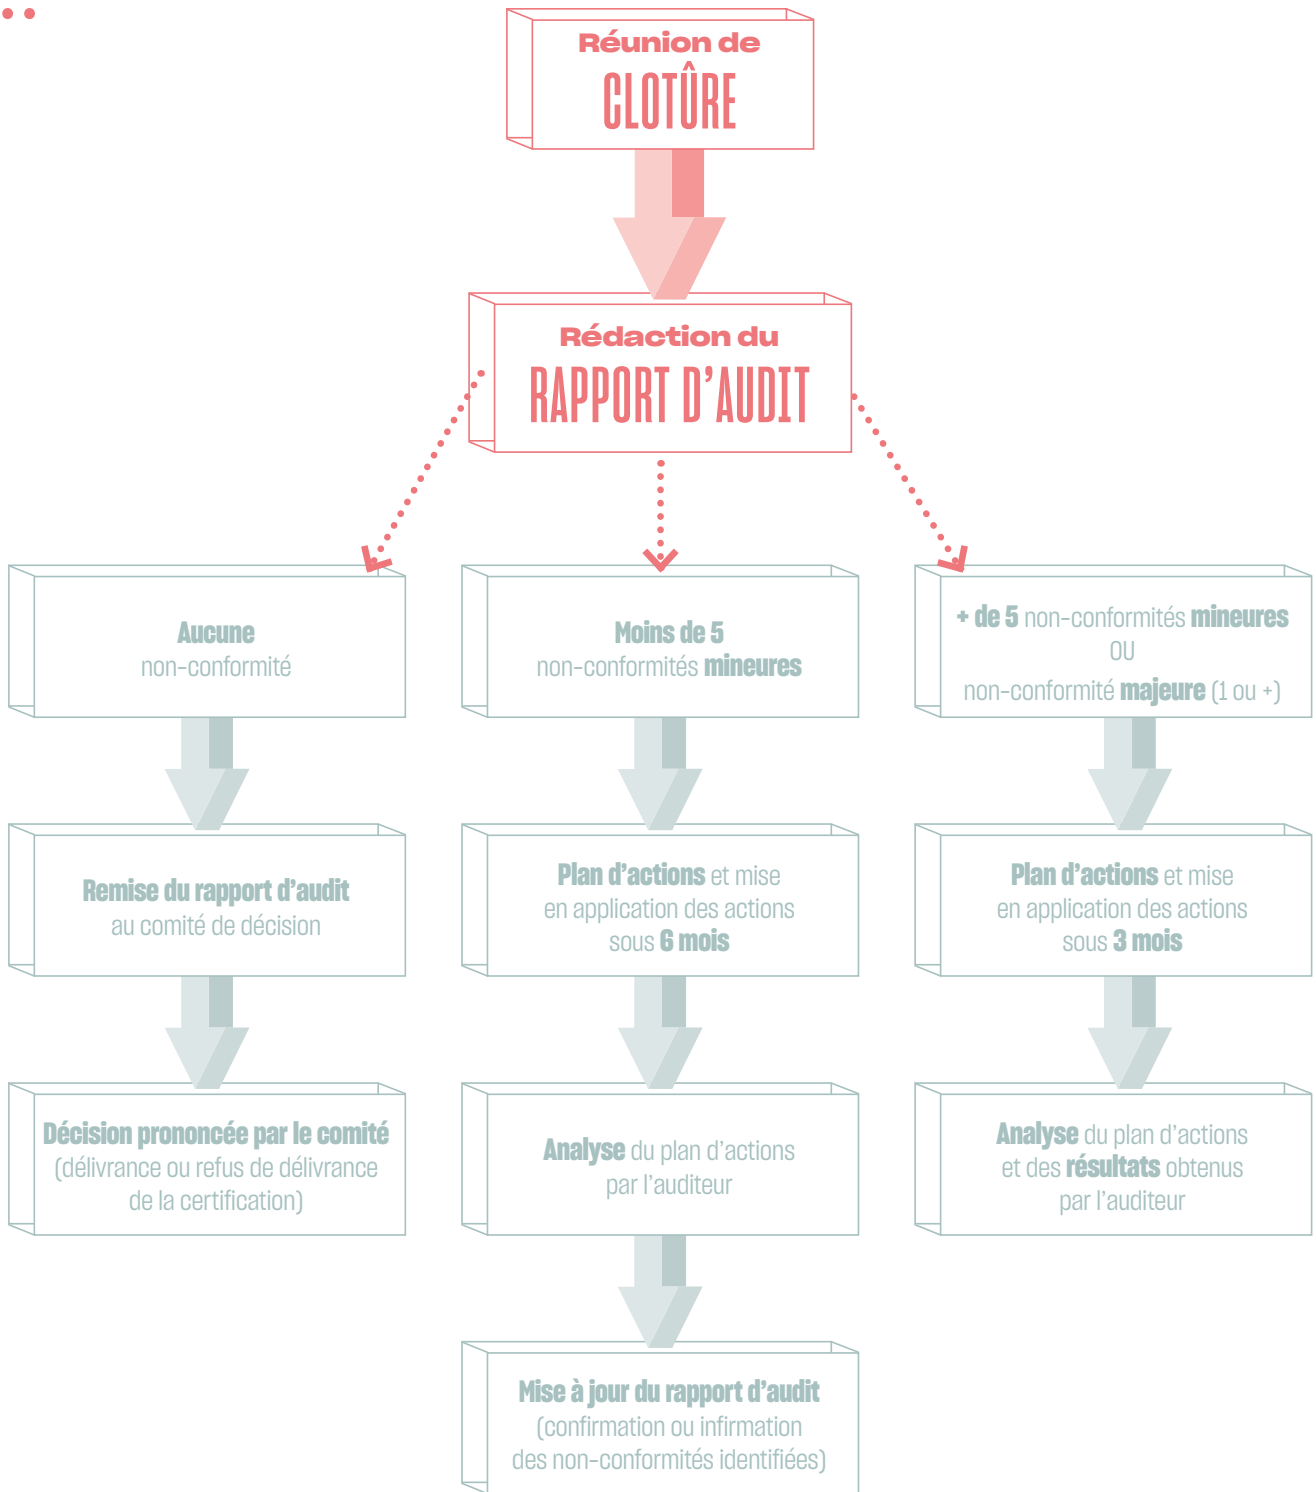 Réunion de
CLOTÛRE
Rédaction du
RAPPORT D’AUDIT
Aucune
non-conformité
Moins de 5
non-conformités mineures
+ de 5 non-conformités mineures
OU
non-conformité majeure (1 ou +)
Remise du rapport d’audit
au comité de décision
Plan d’actions et mise
en application des actions
sous 6 mois
Plan d’actions et mise
en application des actions
sous 3 mois
Décision prononcée par le comité
(délivrance ou refus de délivrance
de la certification)
Analyse du plan d’actions
par l’auditeur
Analyse du plan d’actions
et des résultats obtenus
par l’auditeur
Mise à jour du rapport d’audit
(confirmation ou infirmation
des non-conformités identifiées)